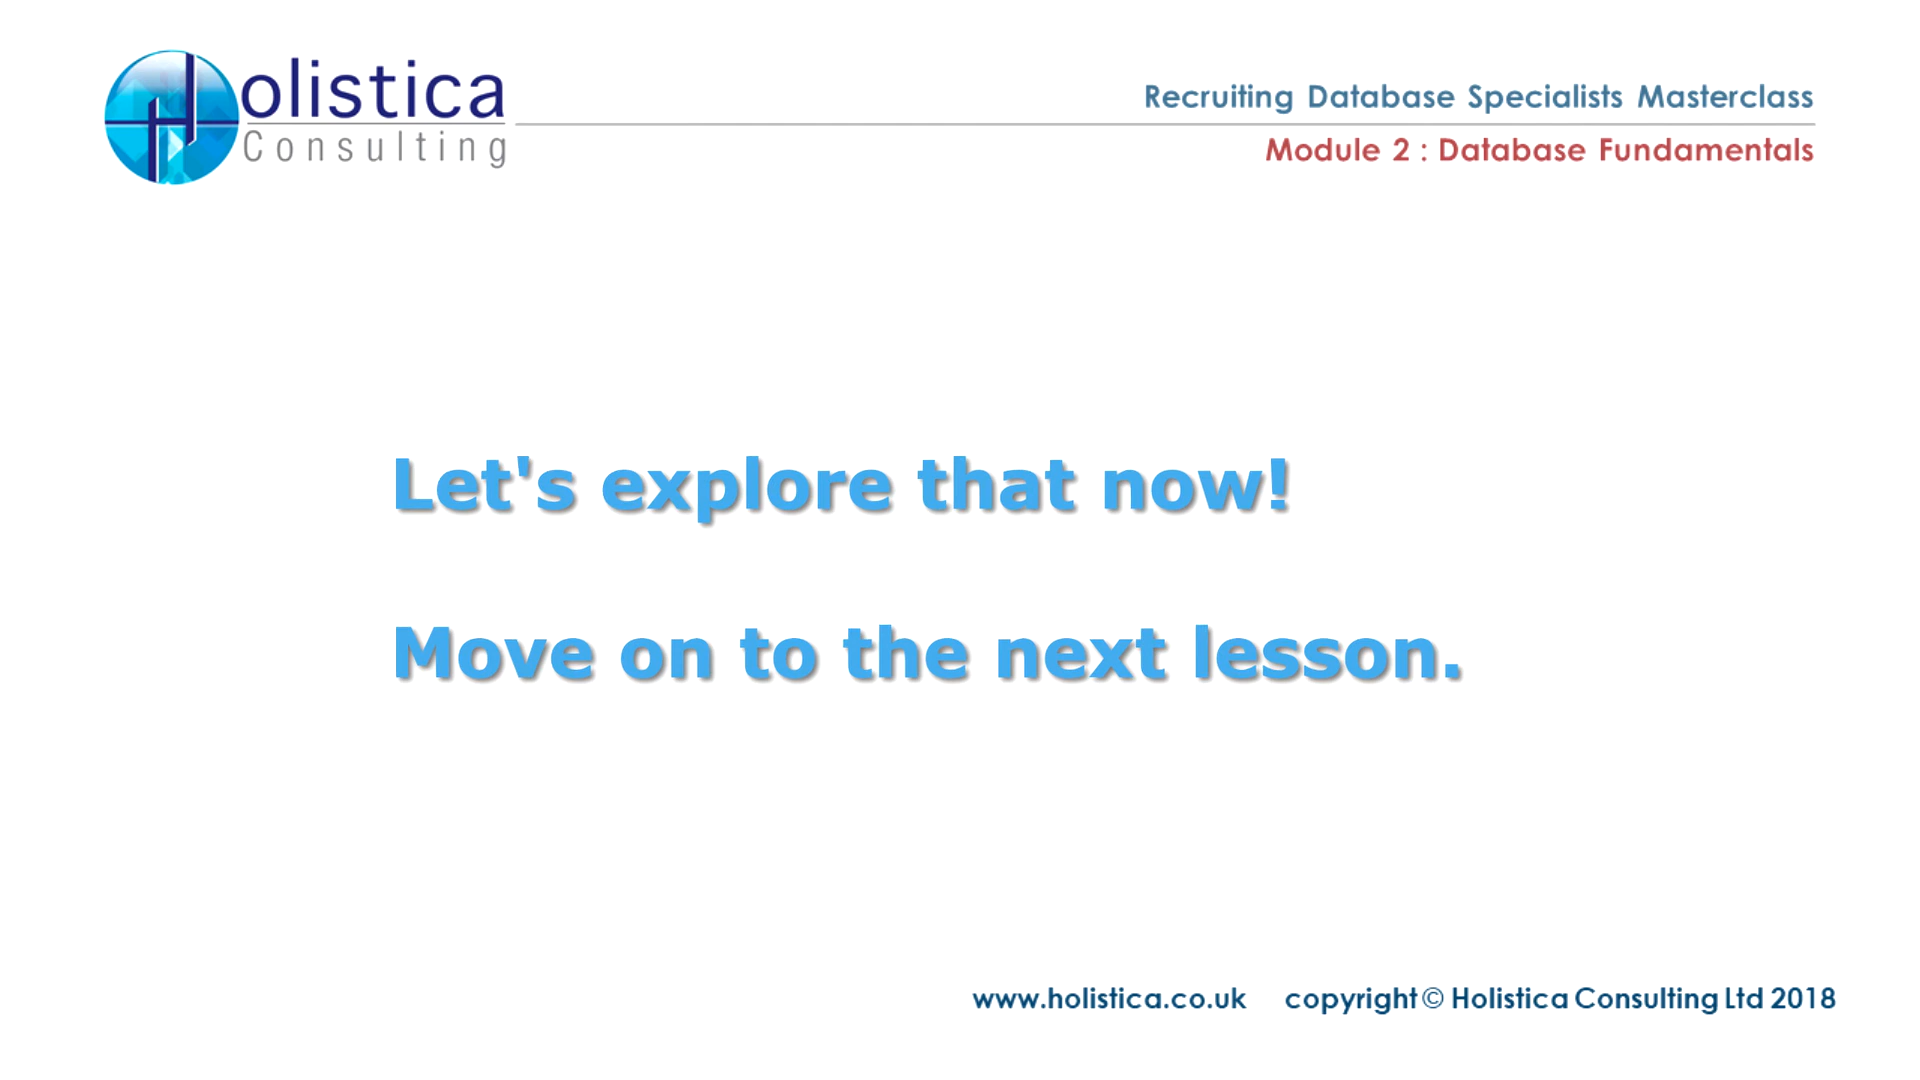 Holistica
Consulting
Recruiting Database Specialists Masterclass
Module 2 : Database Fundamentals
Let's explore that now!
Move on to the next lesson.
www.holistica.co.uk copyright © Holistica Consulting Ltd 2018